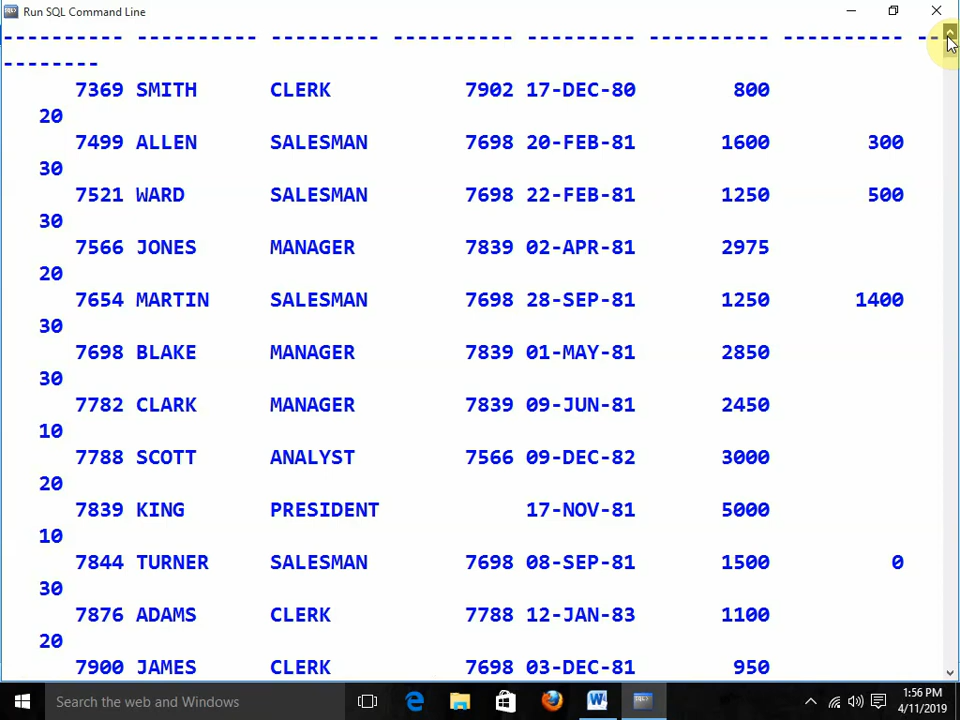 Run SQL Command Line
---------- ---------- --------- ---------- --------- ---------- ---------- --
--------
7369 SMITH CLERK 7902 17-DEC-80 800
20
7499 ALLEN SALESMAN 7698 20-FEB-81 1600 300
30
7521 WARD SALESMAN 7698 22-FEB-81 1250 500
30
7566 JONES MANAGER 7839 02-APR-81 2975
20
7654 MARTIN SALESMAN 7698 28-SEP-81 1250 1400
30
7698 BLAKE MANAGER 7839 01-MAY-81 2850
30
7782 CLARK MANAGER 7839 09-JUN-81 2450
10
7788 SCOTT ANALYST 7566 09-DEC-82 3000
20
7839 KING PRESIDENT 17-NOV-81 5000
10
7844 TURNER SALESMAN 7698 08-SEP-81 1500 0
30
7876 ADAMS CLERK 7788 12-JAN-83 1100
20
7900 JAMES CLERK 7698 03-DEC-81 950
Search the web and Windows
1:56 PM
4/11/2019